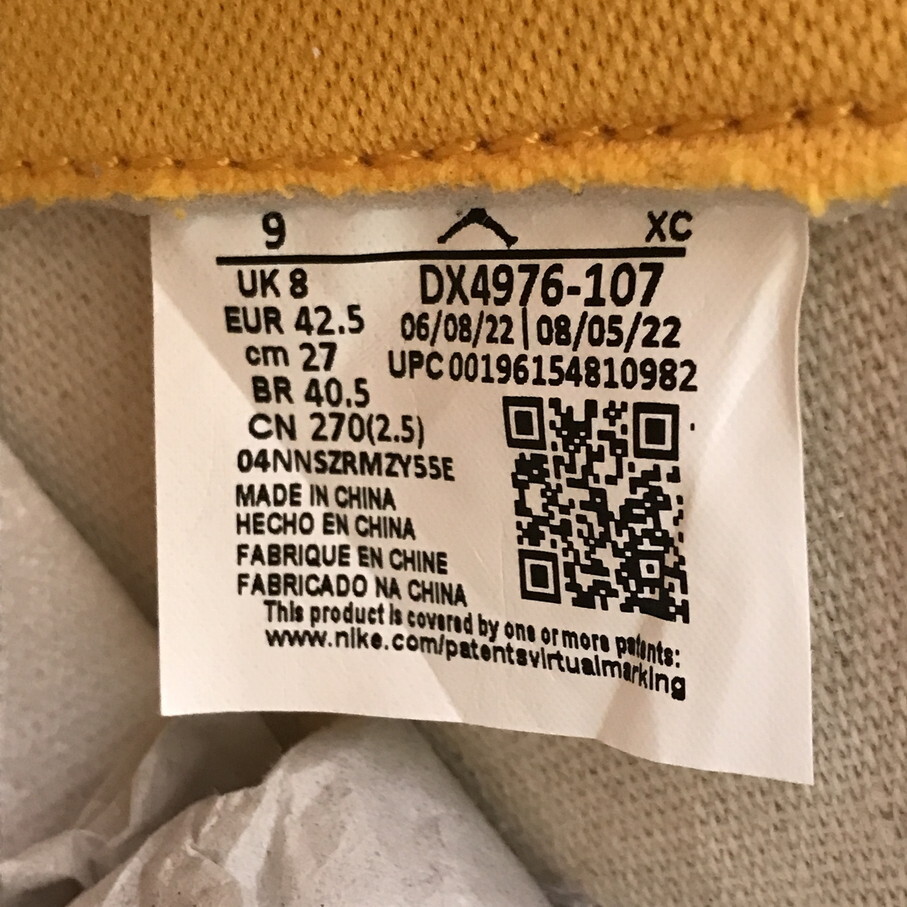 9 XC
UK 8
EUR 42.5
cm 27
BR 40.5
CN 270(2.5)
04NNSZRMZY55E
DX4976-107
06/08/22 | 08/05/22
UPC 00196154810982
MADE IN CHINA
HECHO EN CHINA
FABRIQUE EN CHINE
FABRICADO NA CHINA
This product is covered by one or more patents:
www.nike.com/patentsvirtualmarking